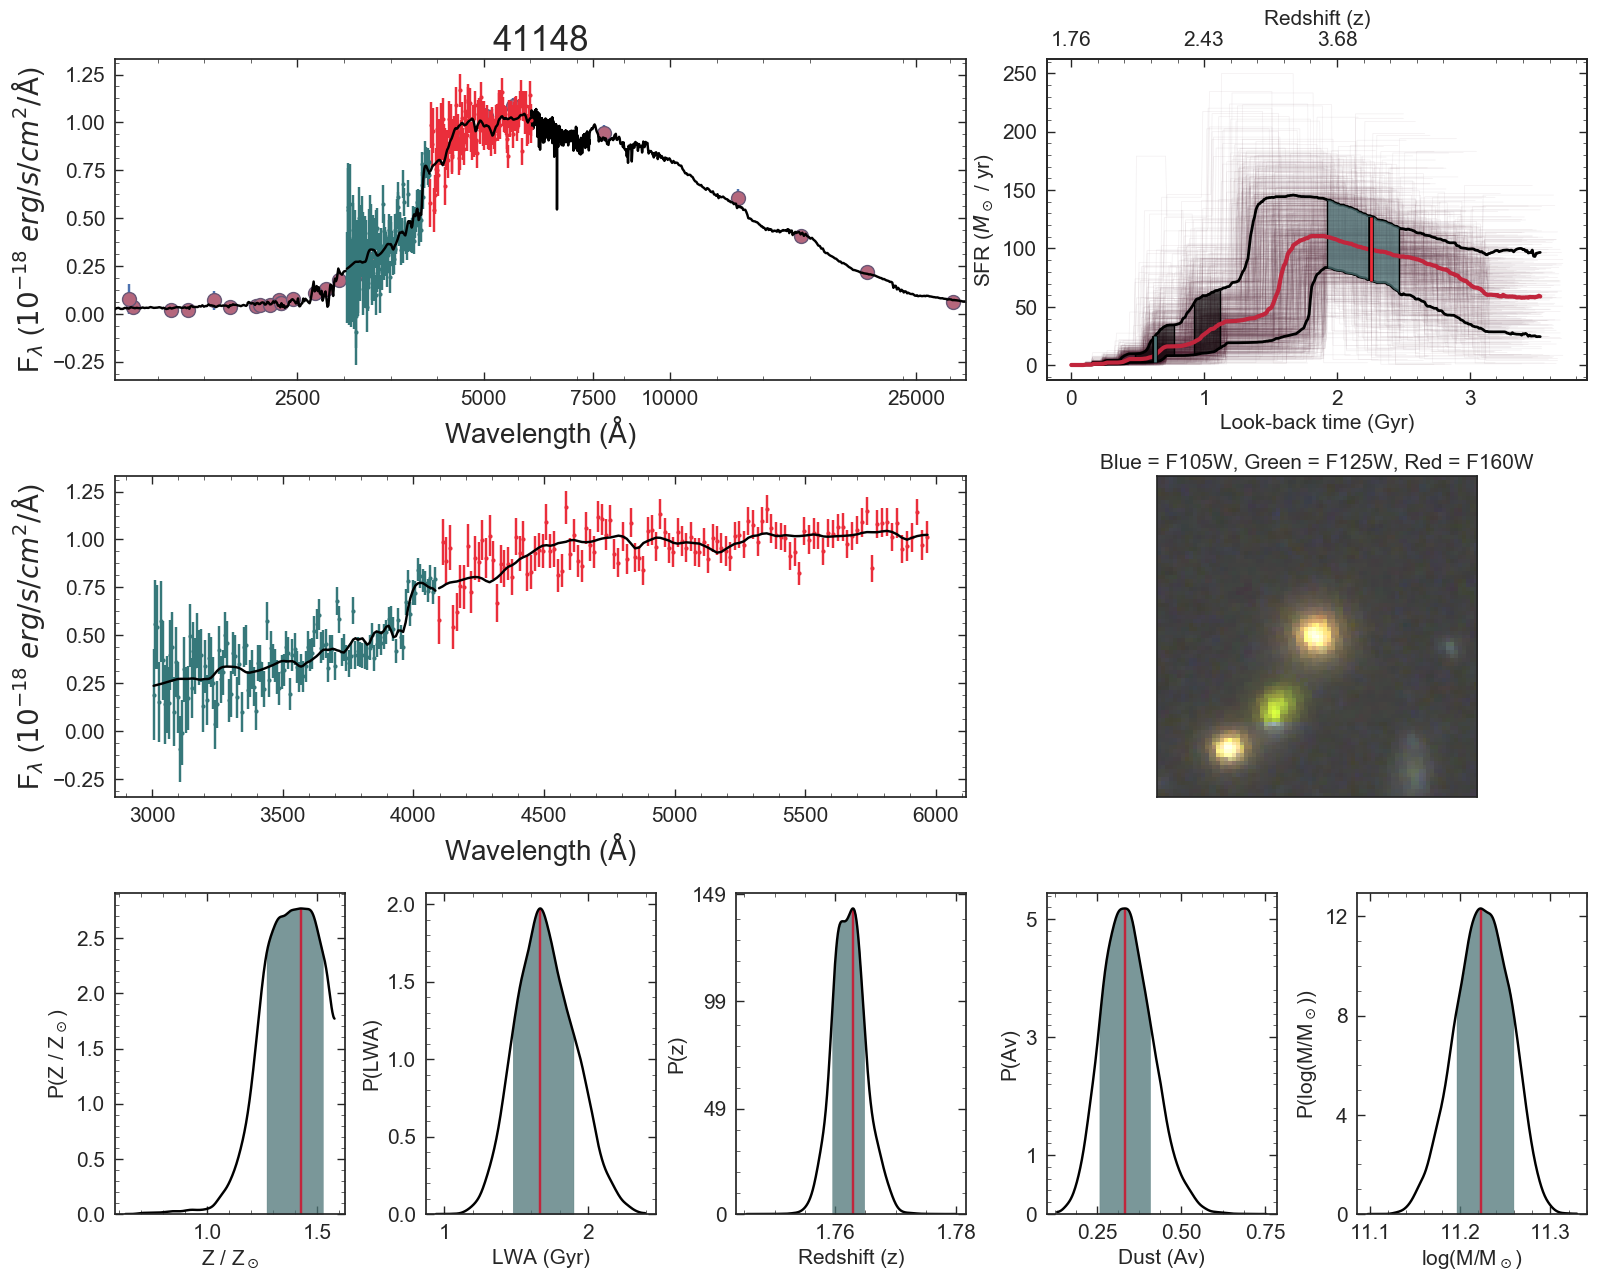 41148
1.25
1.00
0.75
0.50
0.25
0.00
−0.25
F_λ (10^−18 erg/s/cm^2/Å)
2500 5000 7500 10000 25000
Wavelength (Å)
Redshift (z)
1.76 2.43 3.68
250
200
150
100
50
0
SFR (M_⊙ / yr)
0 1 2 3
Look-back time (Gyr)
1.25
1.00
0.75
0.50
0.25
0.00
−0.25
F_λ (10^−18 erg/s/cm^2/Å)
3000 3500 4000 4500 5000 5500 6000
Wavelength (Å)
Blue = F105W, Green = F125W, Red = F160W
2.5
2.0
1.5
1.0
0.5
0.0
P(Z / Z_⊙)
1.0 1.5
Z / Z_⊙
2.0
1.5
1.0
0.5
0.0
P(LWA)
1 2
LWA (Gyr)
149
99
49
0
P(z)
1.76 1.78
Redshift (z)
5
3
1
0
P(Av)
0.25 0.50 0.75
Dust (Av)
12
8
4
0
P(log(M/M_⊙))
11.1 11.2 11.3
log(M/M_⊙)